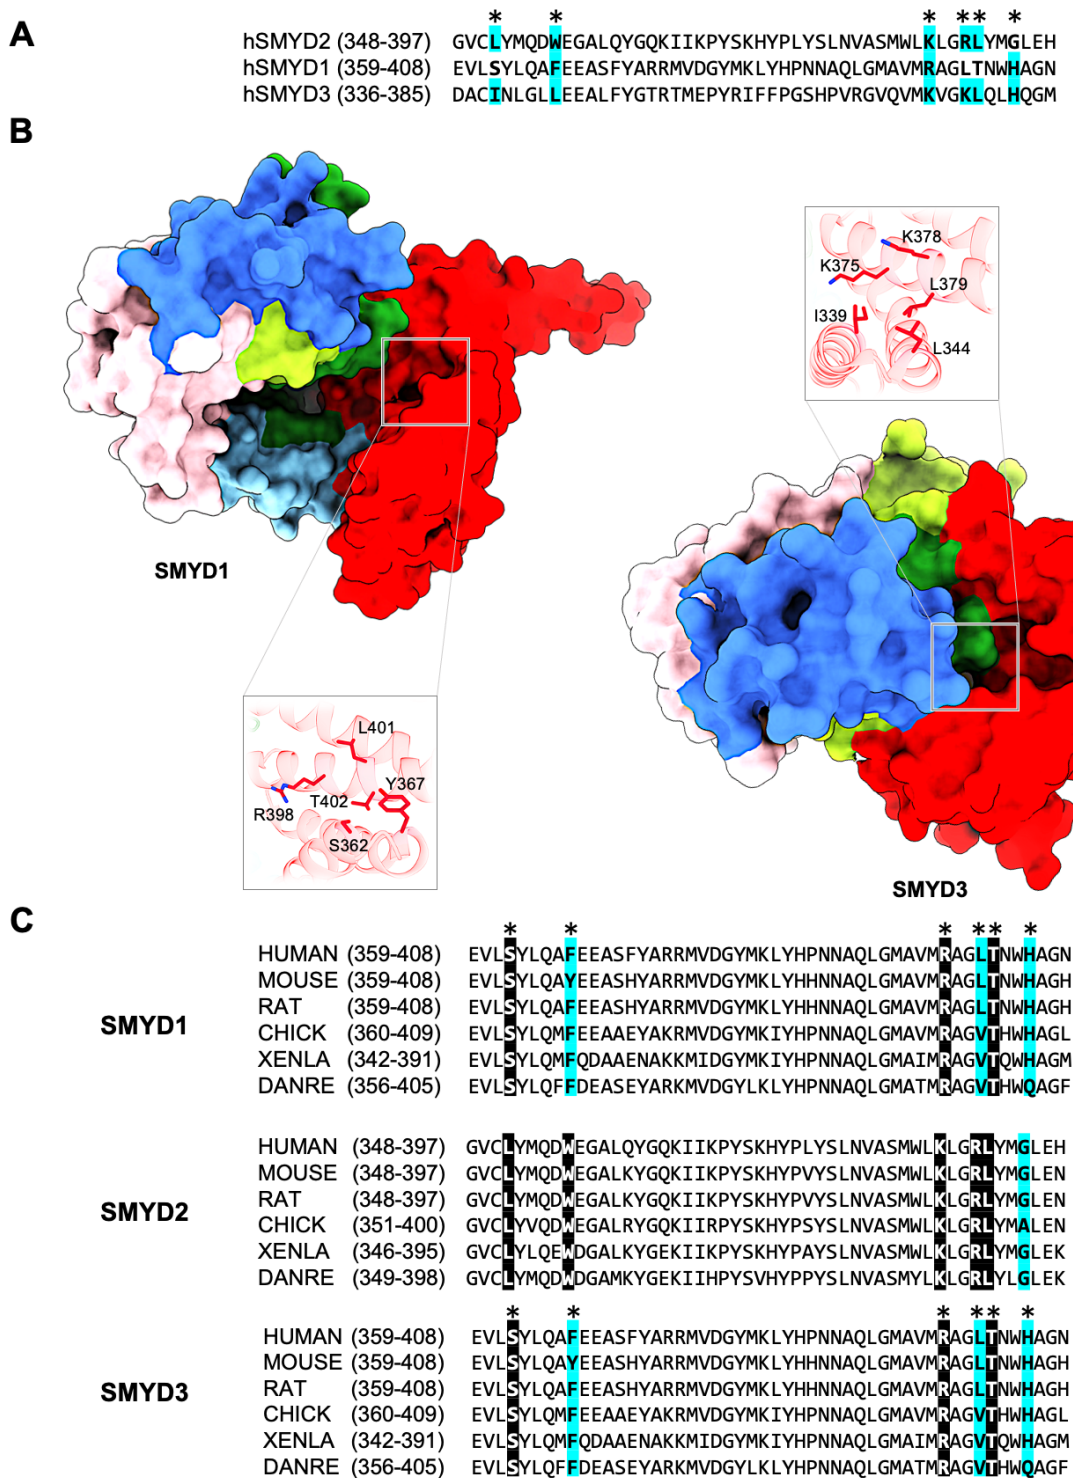 A
* * * * * *
hSMYD2 (348-397) GVCLYMQDWEGALQYGQKIIKPYSKHYPLYSLNVASMWLKLGRLYMGLEH
hSMYD1 (359-408) EVLSYLQAFEEASFYARRMVDGYMKLYHPNNAQLGMAVMRAGLTNWHAGN
hSMYD3 (336-385) DACINLGLLEEALFYGTRTMEPYRIFFPGSHPVRGVQVMKVGKLQLHQGM
B
K378
K375
L379
I339
L344
SMYD1
L401
Y367
T402
R398
S362
SMYD3
C
* * * * * *
HUMAN (359-408) EVLSYLQAFEEASFYARRMVDGYMKLYHPNNAQLGMAVMRAGLTNWHAGN
MOUSE (359-408) EVLSYLQAYEEASHYARRMVDGYMKLYHHNNAQLGMAVMRAGLTNWHAGH
RAT (359-408) EVLSYLQAFEEASHYARRMVDGYMKLYHHNNAQLGMAVMRAGLTNWHAGH
SMYD1
CHICK (360-409) EVLSYLQMFEEAAEYAKRMVDGYMKIYHPNNAQLGMAVMRAGVTHWHAGL
XENLA (342-391) EVLSYLQMFQDAAENAKKMIDGYMKIYHPNNAQLGMAIMRAGVTQWHAGM
DANRE (356-405) EVLSYLQFFDEASEYARKMVDGYLKLYHPNNAQLGMATMRAGVTHWQAGF
HUMAN (348-397) GVCLYMQDWEGALQYGQKIIKPYSKHYPLYSLNVASMWLKLGRLYMGLEH
MOUSE (348-397) GVCLYMQDWEGALKYGQKIIKPYSKHYPVYSLNVASMWLKLGRLYMGLEN
RAT (348-397) GVCLYMQDWEGALKYGQKIIKPYSKHYPVYSLNVASMWLKLGRLYMGLEN
SMYD2
CHICK (351-400) GVCLYVQDWEGALRYGQKIIRPYSKHYPSYSLNVASMWLKLGRLYMALEN
XENLA (346-395) GVCLYLQEWDGALKYGEKIIKPYSKHYPAYSLNVASMWLKLGRLYMGLEK
DANRE (349-398) GVCLYMQDWDGAMKYGEKIIHPYSVHYPPYSLNVASMYLKLGRLYLGLEK
* * * * * *
HUMAN (359-408) EVLSYLQAFEEASFYARRMVDGYMKLYHPNNAQLGMAVMRAGLTNWHAGN
MOUSE (359-408) EVLSYLQAYEEASHYARRMVDGYMKLYHHNNAQLGMAVMRAGLTNWHAGH
RAT (359-408) EVLSYLQAFEEASHYARRMVDGYMKLYHHNNAQLGMAVMRAGLTNWHAGH
SMYD3
CHICK (360-409) EVLSYLQMFEEAAEYAKRMVDGYMKIYHPNNAQLGMAVMRAGVTHWHAGL
XENLA (342-391) EVLSYLQMFQDAAENAKKMIDGYMKIYHPNNAQLGMAIMRAGVTQWHAGM
DANRE (356-405) EVLSYLQFFDEASEYARKMVDGYLKLYHPNNAQLGMATMRAGVTHWQAGF